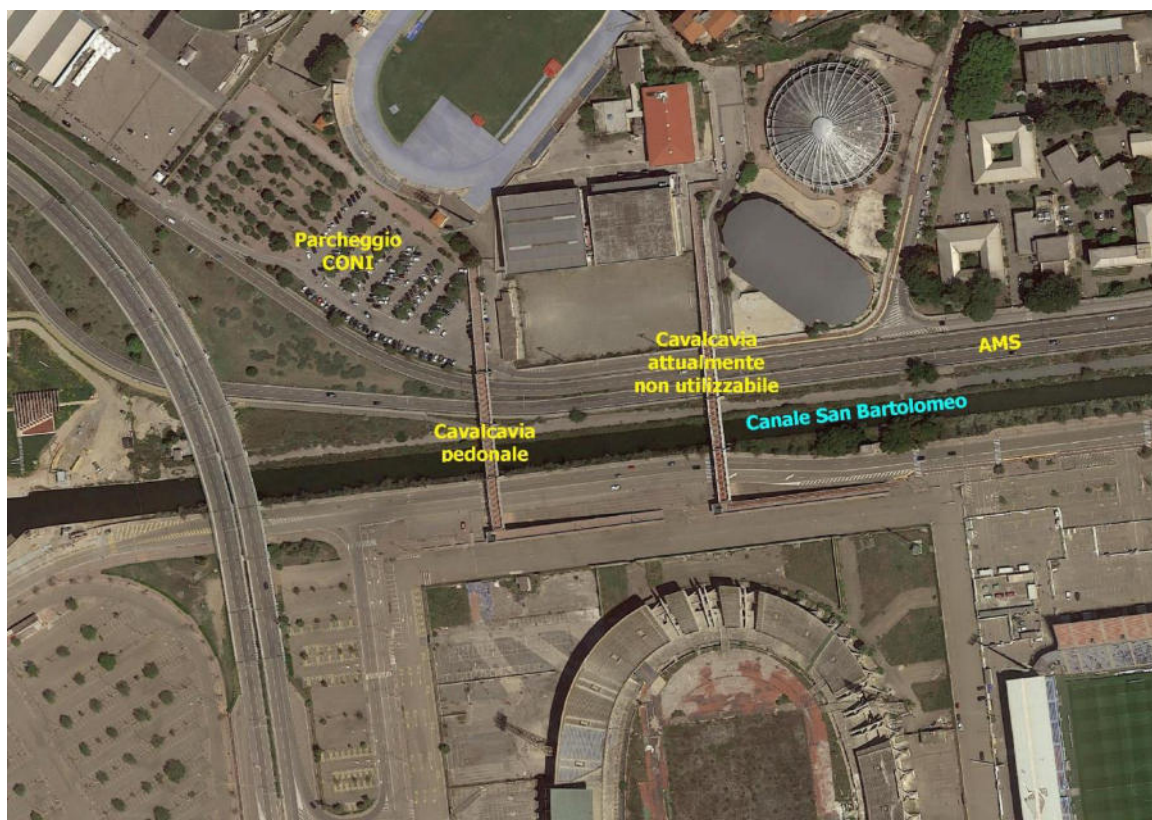 Parcheggio
CONI
Cavalcavia
attualmente
non utilizzabile
AMS
Canale San Bartolomeo
Cavalcavia
pedonale